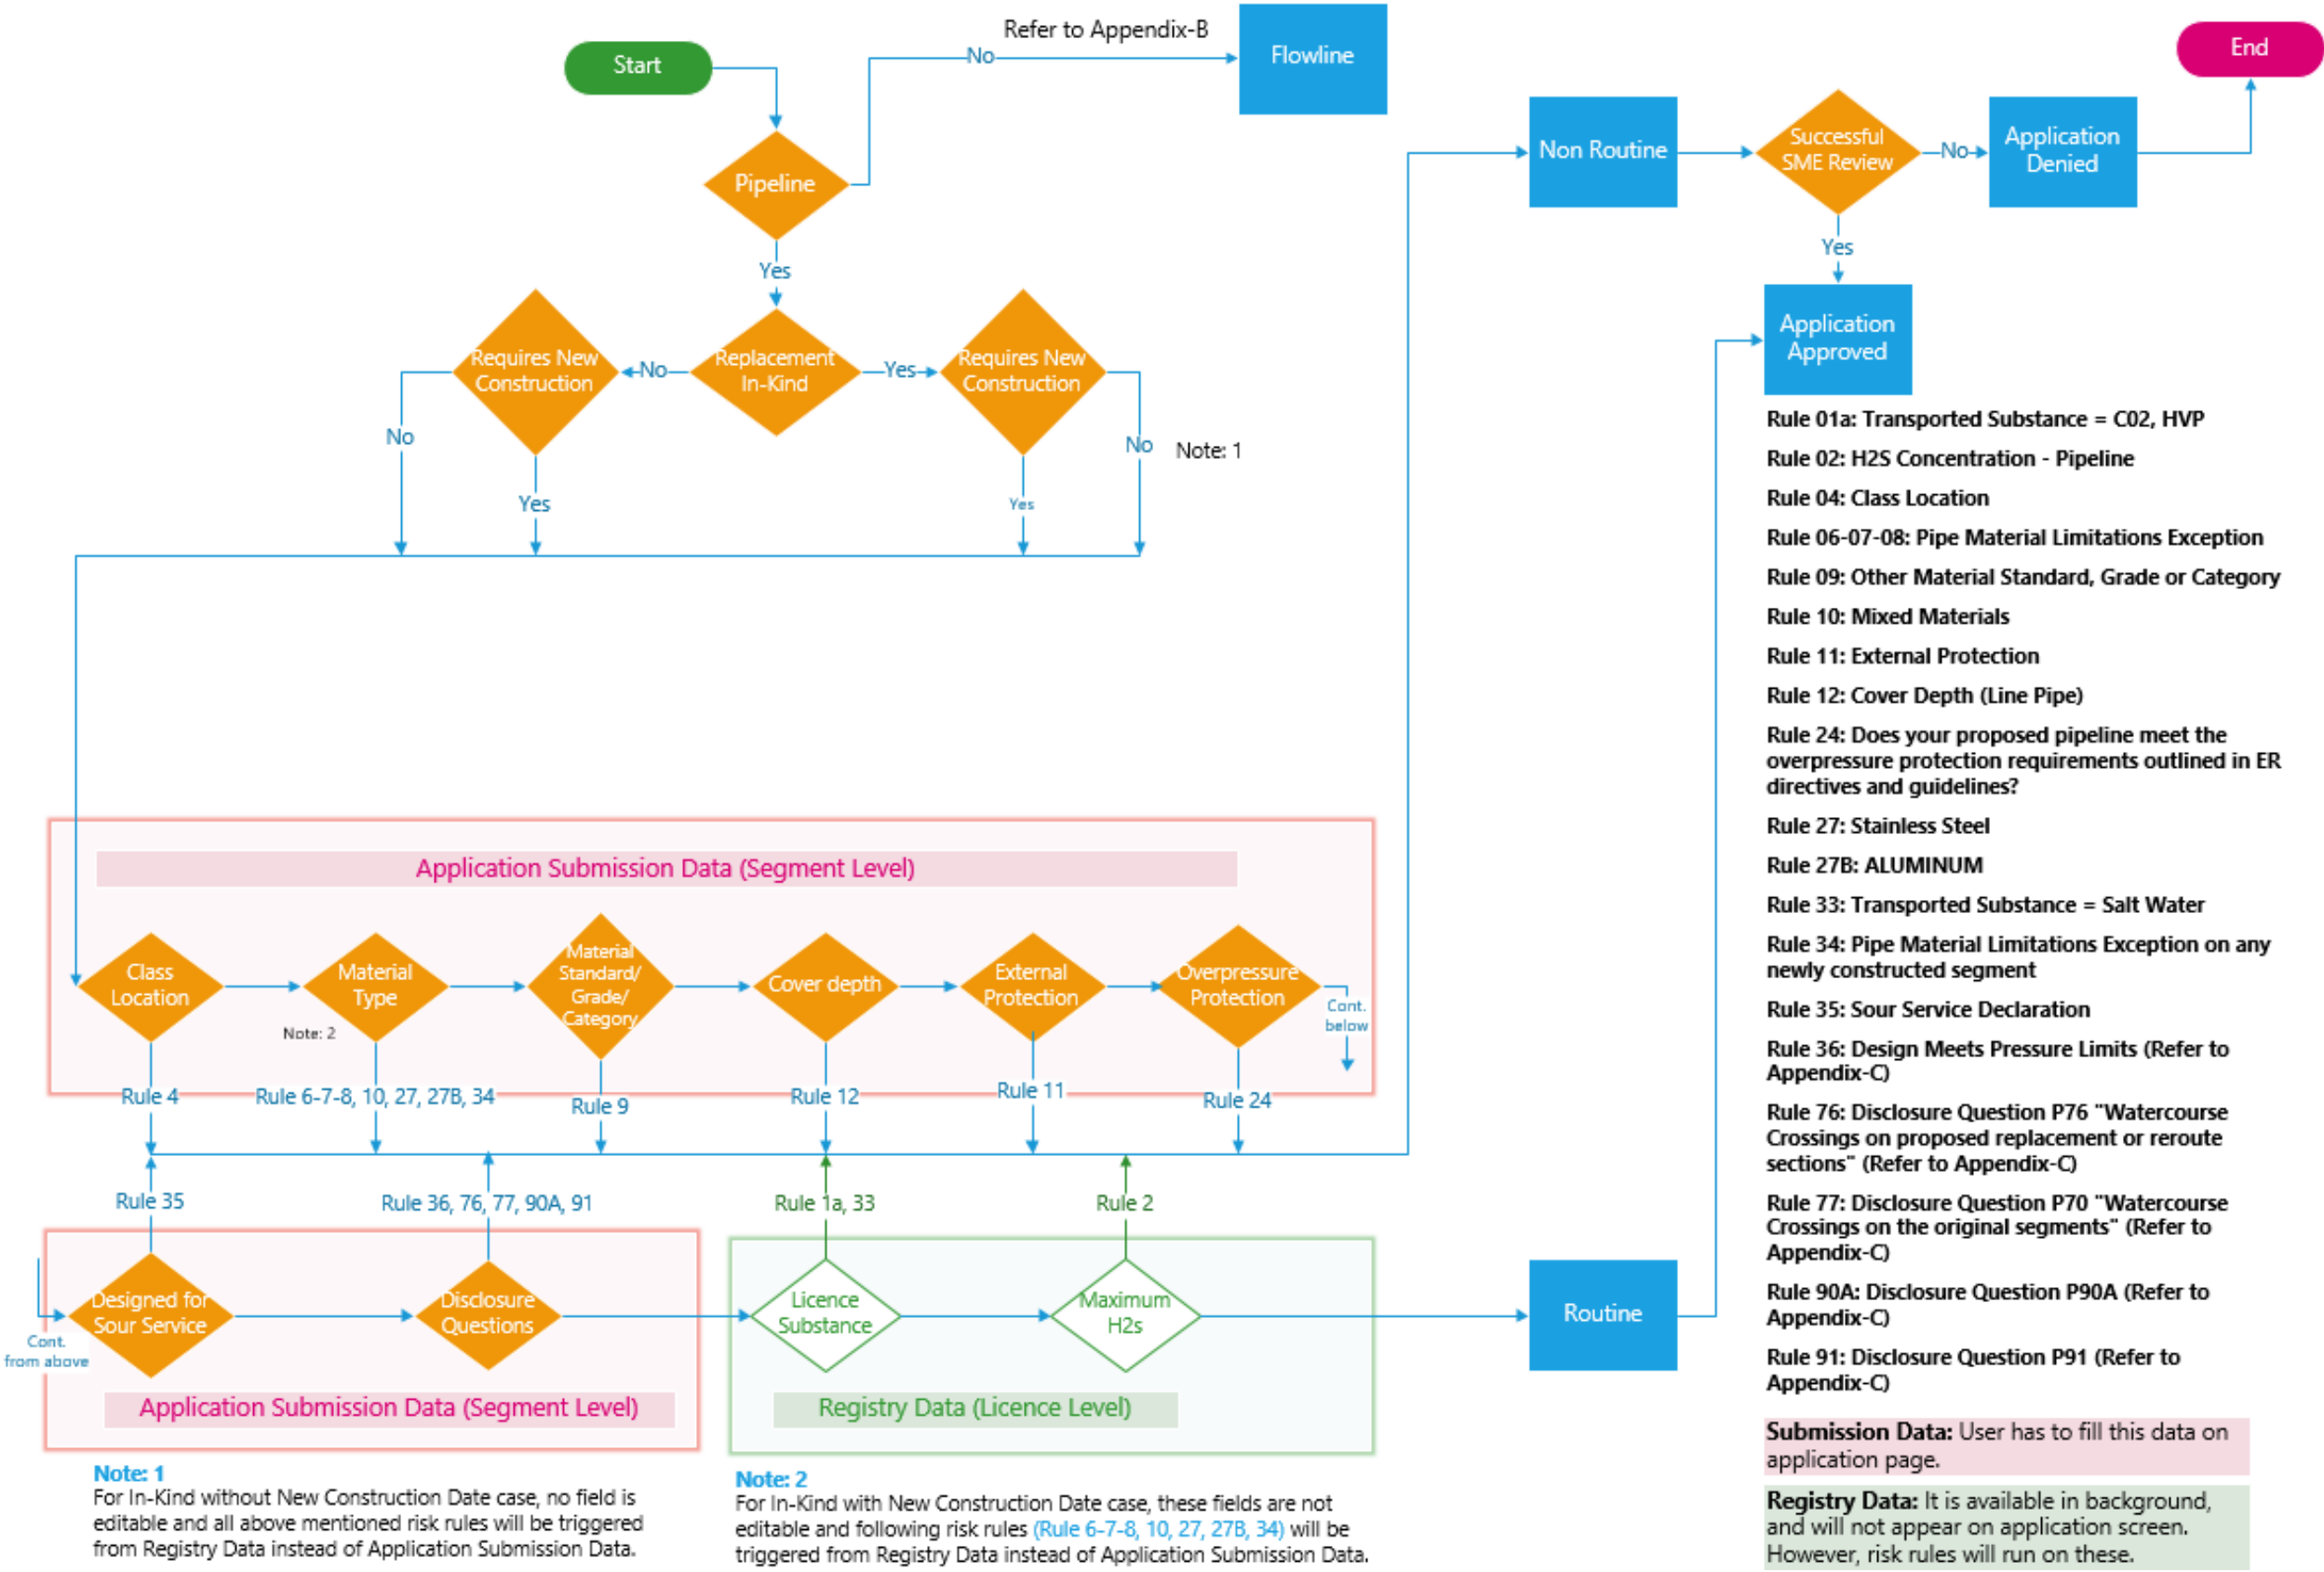 Refer to Appendix-B
Start
No
Flowline
End
Pipeline
Non Routine
Successful
SME Review
No
Application
Denied
Yes
Yes
Requires New
Construction
No
Replacement
In-Kind
Yes
Requires New
Construction
Application
Approved
No
Yes
Yes
No
Note: 1
Rule 01a: Transported Substance = C02, HVP
Rule 02: H2S Concentration - Pipeline
Rule 04: Class Location
Rule 06-07-08: Pipe Material Limitations Exception
Rule 09: Other Material Standard, Grade or Category
Rule 10: Mixed Materials
Rule 11: External Protection
Rule 12: Cover Depth (Line Pipe)
Rule 24: Does your proposed pipeline meet the
overpressure protection requirements outlined in ER
directives and guidelines?
Rule 27: Stainless Steel
Rule 27B: ALUMINUM
Rule 33: Transported Substance = Salt Water
Rule 34: Pipe Material Limitations Exception on any
newly constructed segment
Rule 35: Sour Service Declaration
Rule 36: Design Meets Pressure Limits (Refer to
Appendix-C)
Rule 76: Disclosure Question P76 "Watercourse
Crossings on proposed replacement or reroute
sections" (Refer to Appendix-C)
Rule 77: Disclosure Question P70 "Watercourse
Crossings on the original segments" (Refer to
Appendix-C)
Rule 90A: Disclosure Question P90A (Refer to
Appendix-C)
Rule 91: Disclosure Question P91 (Refer to
Appendix-C)
Submission Data: User has to fill this data on
application page.
Registry Data: It is available in background,
and will not appear on application screen.
However, risk rules will run on these.
Application Submission Data (Segment Level)
Class
Location
Material
Type
Material
Standard/
Grade/
Category
Cover depth
External
Protection
Overpressure
Protection
Cont.
below
Note: 2
Rule 4
Rule 6-7-8, 10, 27, 27B, 34
Rule 9
Rule 12
Rule 11
Rule 24
Rule 35
Rule 36, 76, 77, 90A, 91
Rule 1a, 33
Rule 2
Cont.
from above
Designed for
Sour Service
Disclosure
Questions
Licence
Substance
Maximum
H2s
Routine
Application Submission Data (Segment Level)
Registry Data (Licence Level)
Note: 1
For In-Kind without New Construction Date case, no field is
editable and all above mentioned risk rules will be triggered
from Registry Data instead of Application Submission Data.
Note: 2
For In-Kind with New Construction Date case, these fields are not
editable and following risk rules (Rule 6-7-8, 10, 27, 27B, 34) will be
triggered from Registry Data instead of Application Submission Data.